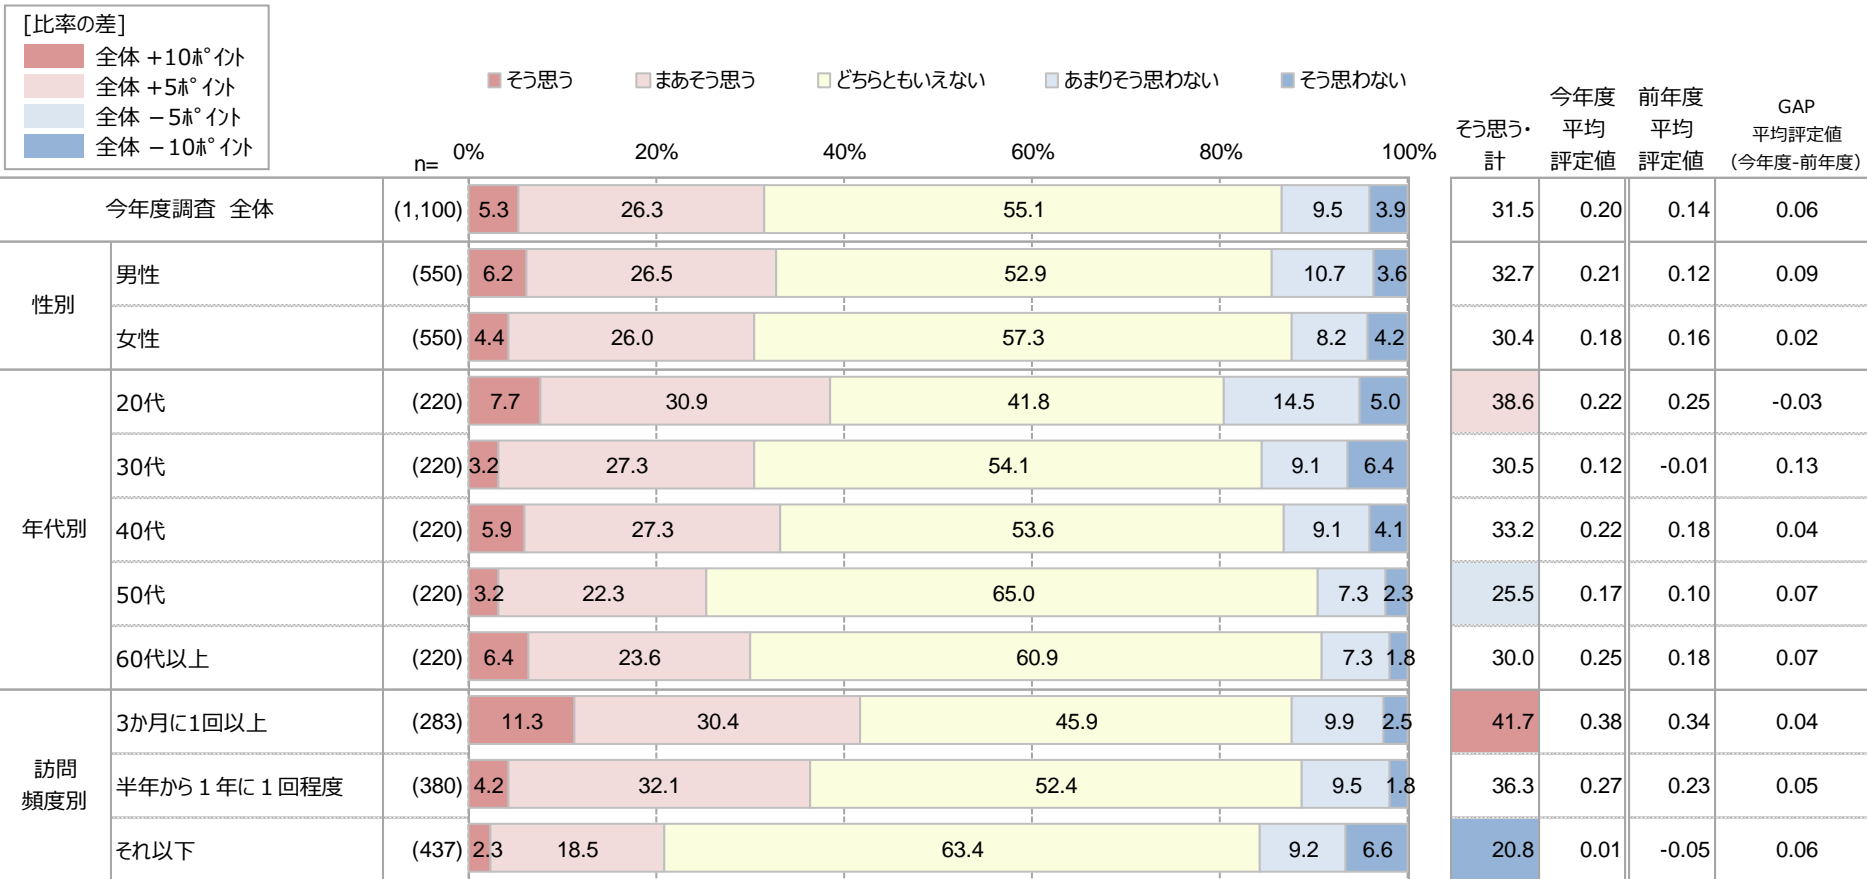 [比率の差]
全体 +10ﾎﾟｲﾝﾄ
全体 +5ﾎﾟｲﾝﾄ
全体 －5ﾎﾟｲﾝﾄ
全体 －10ﾎﾟｲﾝﾄ
そう思う まあそう思う どちらともいえない あまりそう思わない そう思わない
n= 0% 20% 40% 60% 80% 100%
そう思う・
計
今年度
平均
評定値
前年度
平均
評定値
GAP
平均評定値
（今年度-前年度）
今年度調査 全体 (1,100) 5.3 26.3 55.1 9.5 3.9 31.5 0.20 0.14 0.06
性別
男性 (550) 6.2 26.5 52.9 10.7 3.6 32.7 0.21 0.12 0.09
女性 (550) 4.4 26.0 57.3 8.2 4.2 30.4 0.18 0.16 0.02
年代別
20代 (220) 7.7 30.9 41.8 14.5 5.0 38.6 0.22 0.25 -0.03
30代 (220) 3.2 27.3 54.1 9.1 6.4 30.5 0.12 -0.01 0.13
40代 (220) 5.9 27.3 53.6 9.1 4.1 33.2 0.22 0.18 0.04
50代 (220) 3.2 22.3 65.0 7.3 2.3 25.5 0.17 0.10 0.07
60代以上 (220) 6.4 23.6 60.9 7.3 1.8 30.0 0.25 0.18 0.07
訪問
頻度別
3か月に1回以上 (283) 11.3 30.4 45.9 9.9 2.5 41.7 0.38 0.34 0.04
半年から１年に１回程度 (380) 4.2 32.1 52.4 9.5 1.8 36.3 0.27 0.23 0.05
それ以下 (437) 2.3 18.5 63.4 9.2 6.6 20.8 0.01 -0.05 0.06